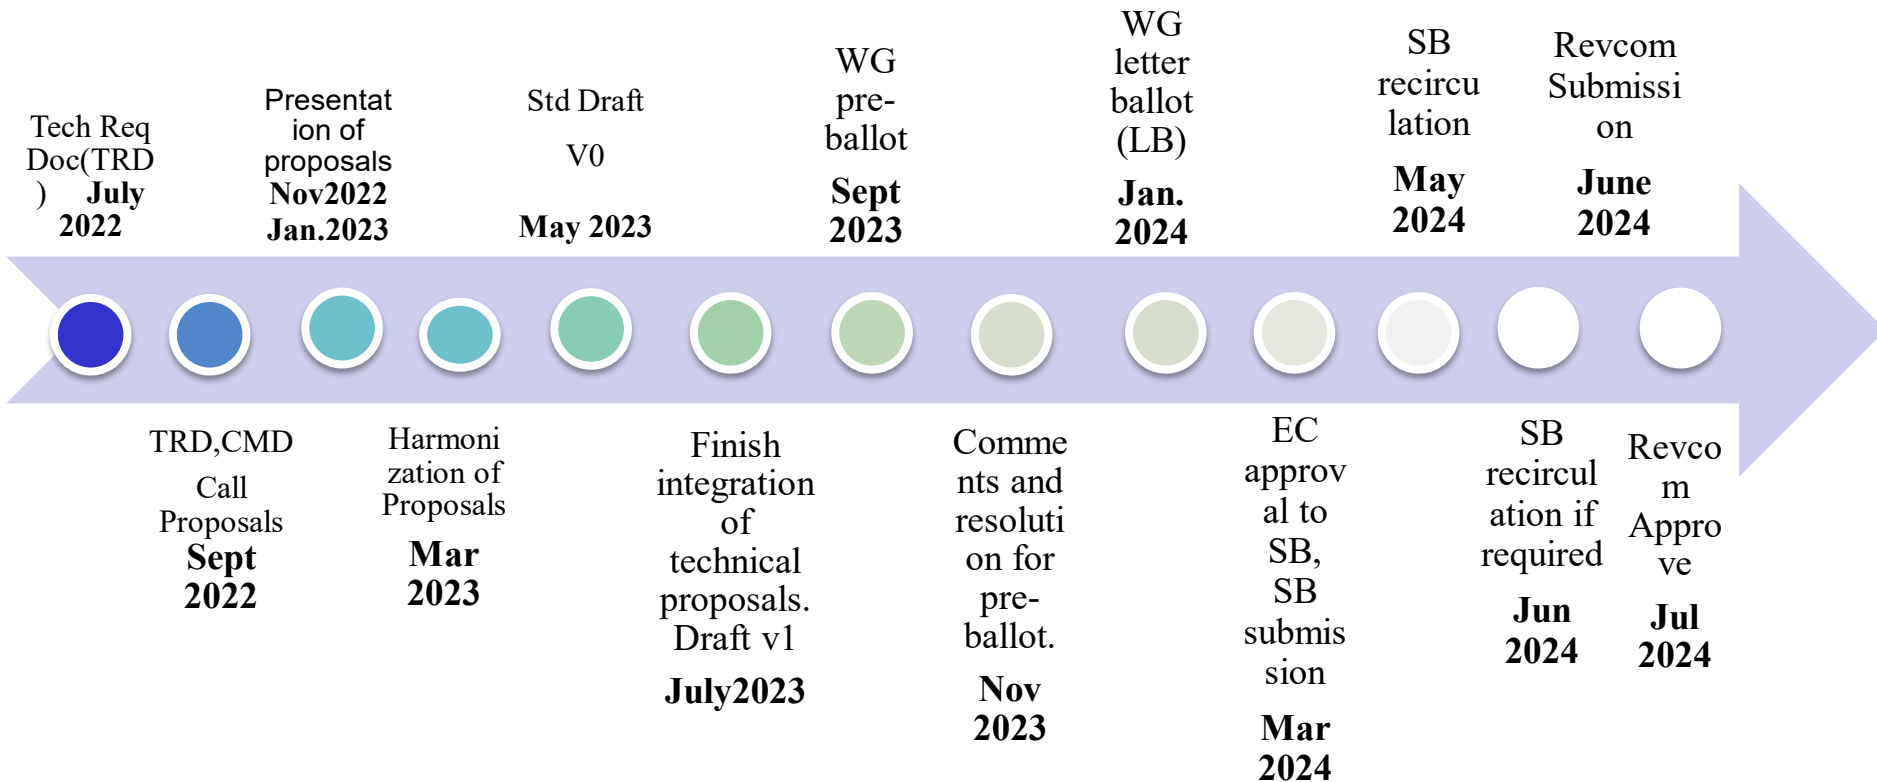 Tech Req
Doc(TRD
) July
2022
Presentat
ion of
proposals
Nov2022
Jan.2023
Std Draft
V0
May 2023
WG
pre-
ballot
Sept
2023
WG
letter
ballot
(LB)
Jan.
2024
SB
recircu
lation
May
2024
Revcom
Submissi
on
June
2024
TRD,CMD
Call
Proposals
Sept
2022
Harmoni
zation of
Proposals
Mar
2023
Finish
integration
of
technical
proposals.
Draft v1
July2023
Comme
nts and
resoluti
on for
pre-
ballot.
Nov
2023
EC
approv
al to
SB,
SB
submis
sion
Mar
2024
SB
recircul
ation if
required
Jun
2024
Revco
m
Appro
ve
Jul
2024